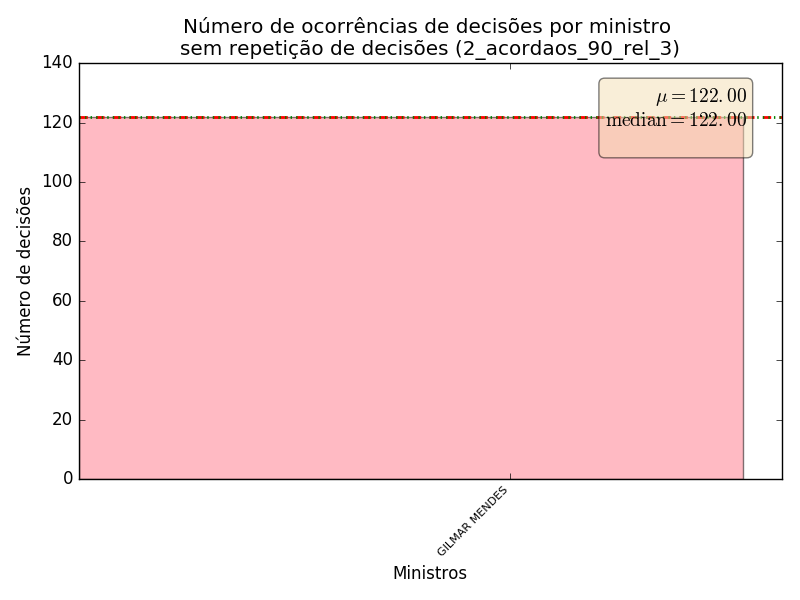 Número de ocorrências de decisões por ministro
sem repetição de decisões (2_acordaos_90_rel_3)
μ = 122.00
median = 122.00
Número de decisões
140
120
100
80
60
40
20
0
GILMAR MENDES
Ministros